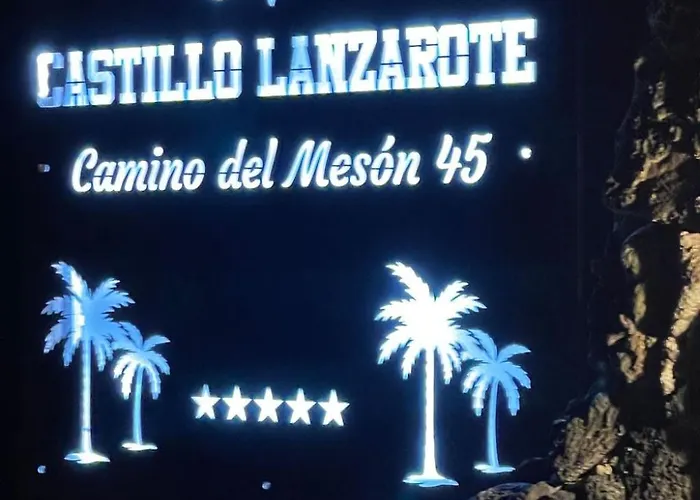 CASTILLO LANZAROTE
Camino del Mesón 45